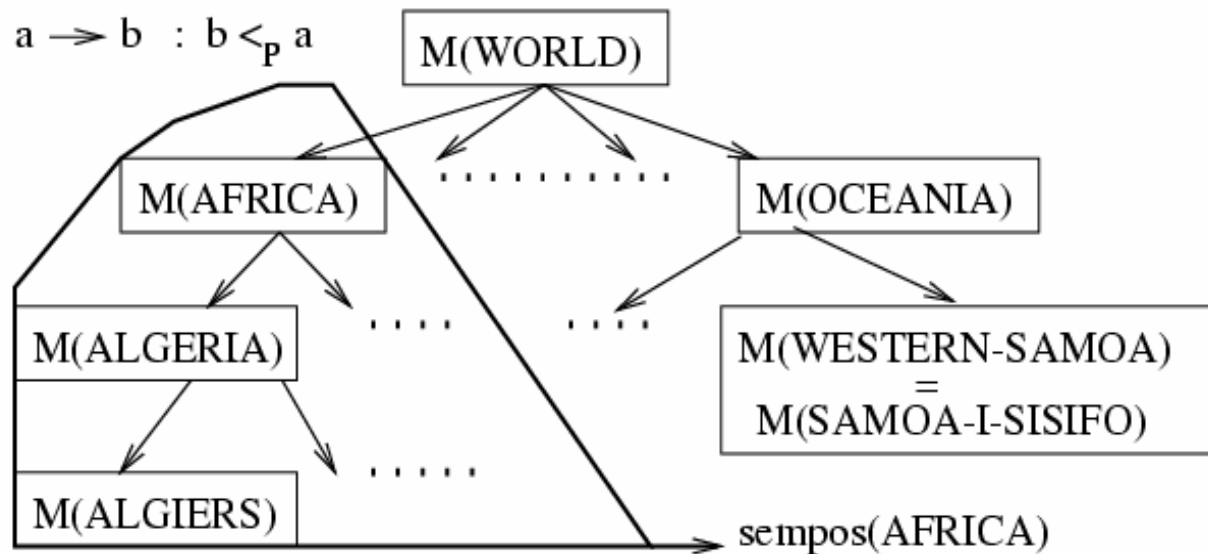 a → b : b <ₚ a
M(WORLD)
M(AFRICA)
..........
M(OCEANIA)
M(ALGERIA)
....
....
M(WESTERN-SAMOA)
=
M(SAMOA-I-SISIFO)
M(ALGIERS)
.....
sempos(AFRICA)